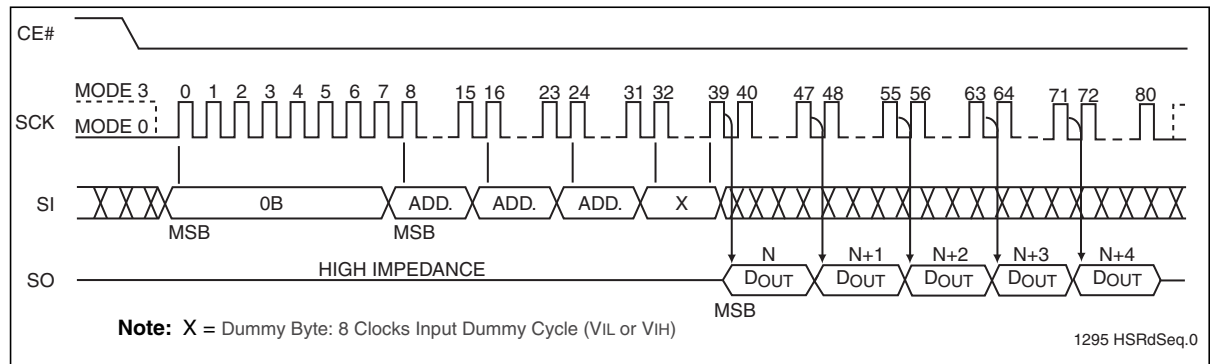 CE#
MODE 3
0 1 2 3 4 5 6 7 8 15 16 23 24 31 32 39 40 47 48 55 56 63 64 71 72 80
SCK
MODE 0
SI
0B ADD. ADD. ADD. X
MSB MSB
N N+1 N+2 N+3 N+4
SO
HIGH IMPEDANCE
DOUT DOUT DOUT DOUT DOUT
MSB
Note: X = Dummy Byte: 8 Clocks Input Dummy Cycle (VIL or VIH)
1295 HSRdSeq.0